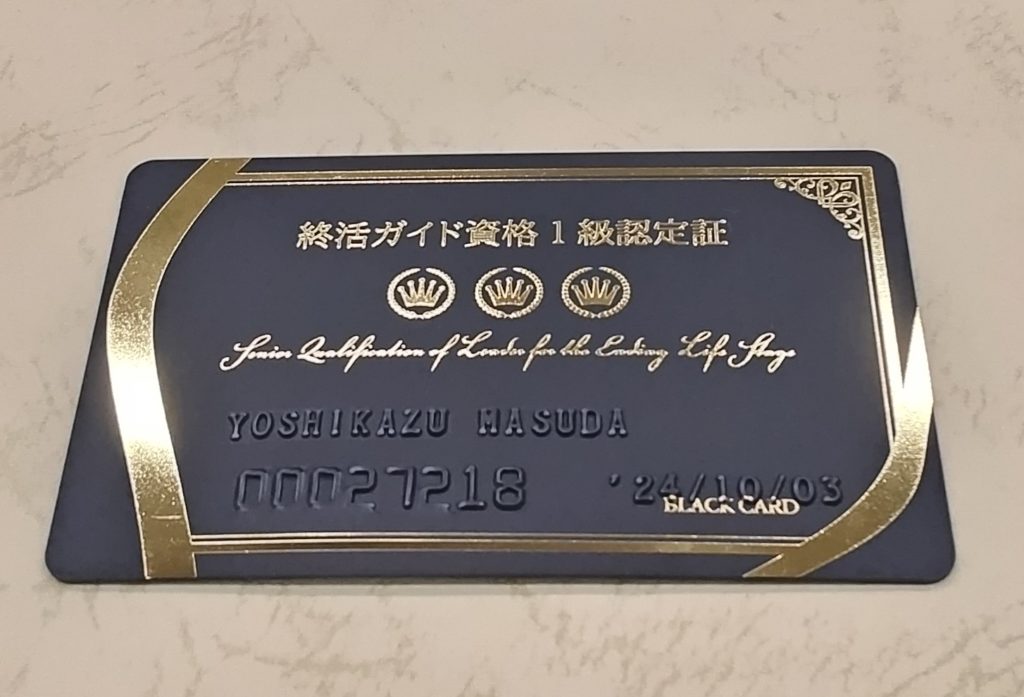 終活ガイド資格1級認定証
Senior Qualification of Leader for the Ending Life Stage
YOSHIKAZU MASUDA
00027218
'24/10/03
BLACK CARD